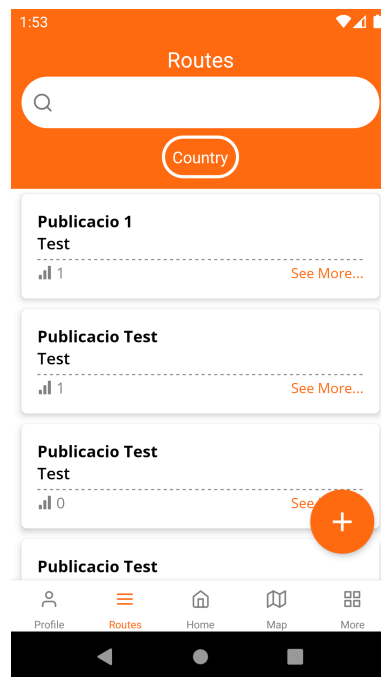 1:53
Routes
Country
Publicacio 1
Test
1
See More...
Publicacio Test
Test
1
See More...
Publicacio Test
Test
0
See
Publicacio Test
Profile
Routes
Home
Map
More